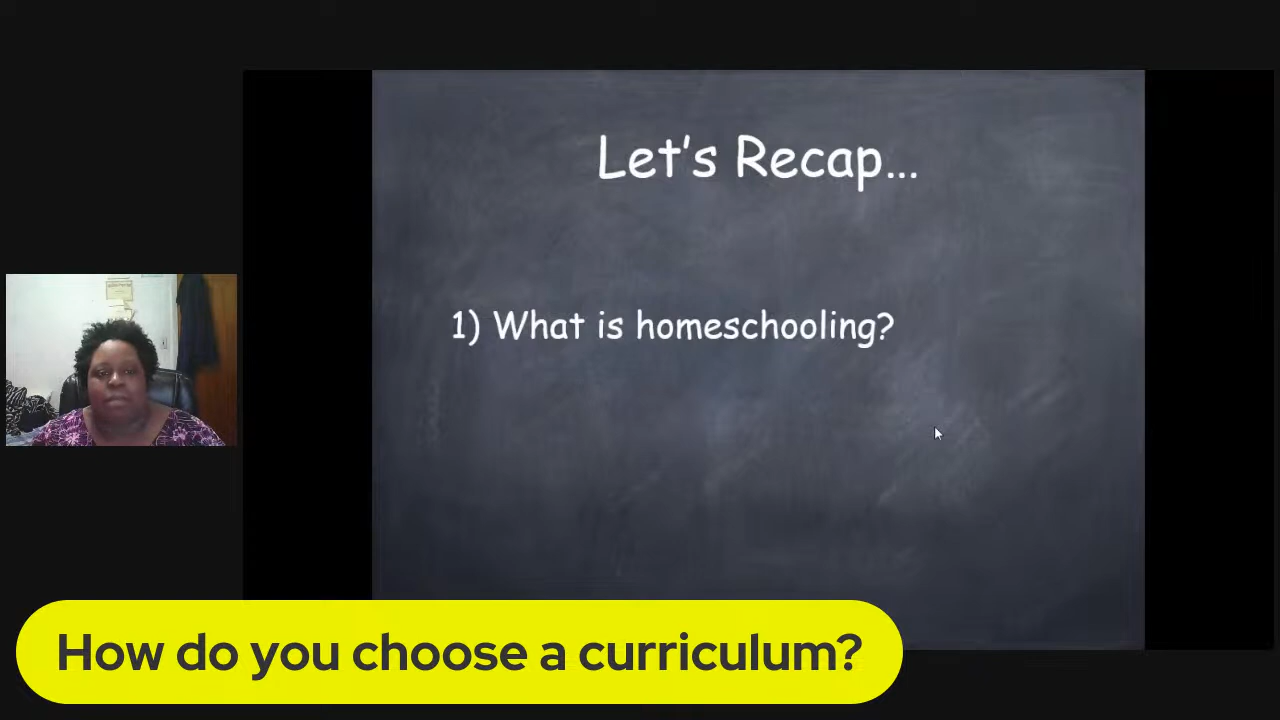 Let's Recap...
1) What is homeschooling?
How do you choose a curriculum?